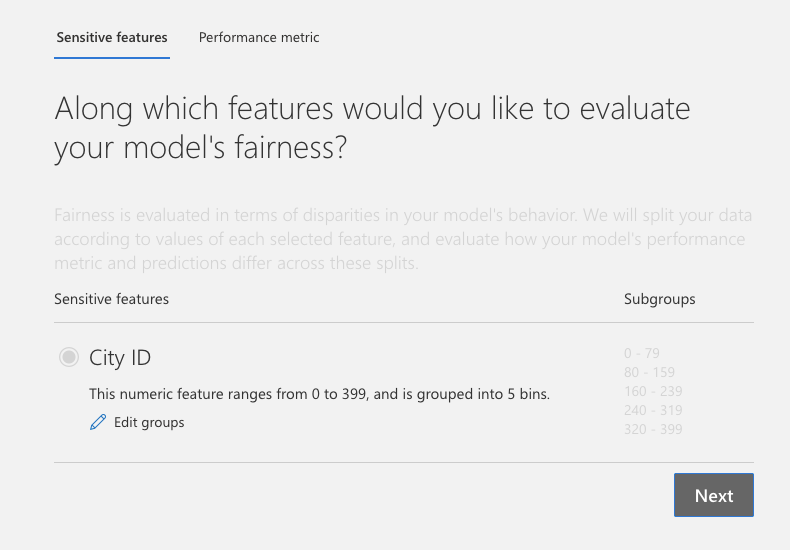 Sensitive features Performance metric
Along which features would you like to evaluate
your model's fairness?
Fairness is evaluated in terms of disparities in your model's behavior. We will split your data
according to values of each selected feature, and evaluate how your model's performance
metric and predictions differ across these splits.
Sensitive features Subgroups
City ID
This numeric feature ranges from 0 to 399, and is grouped into 5 bins.
Edit groups
0 - 79
80 - 159
160 - 239
240 - 319
320 - 399
Next